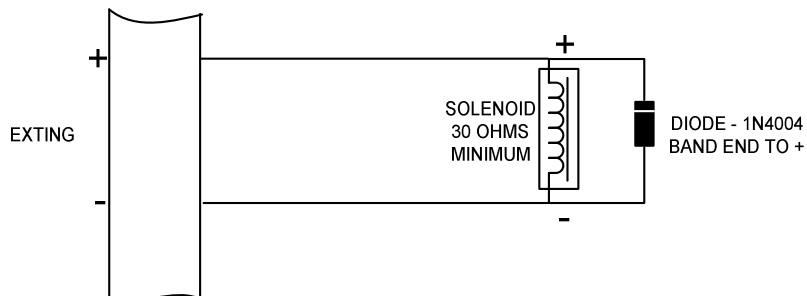 +
+
EXTING
SOLENOID
30 OHMS
MINIMUM
DIODE - 1N4004
BAND END TO +
-
-